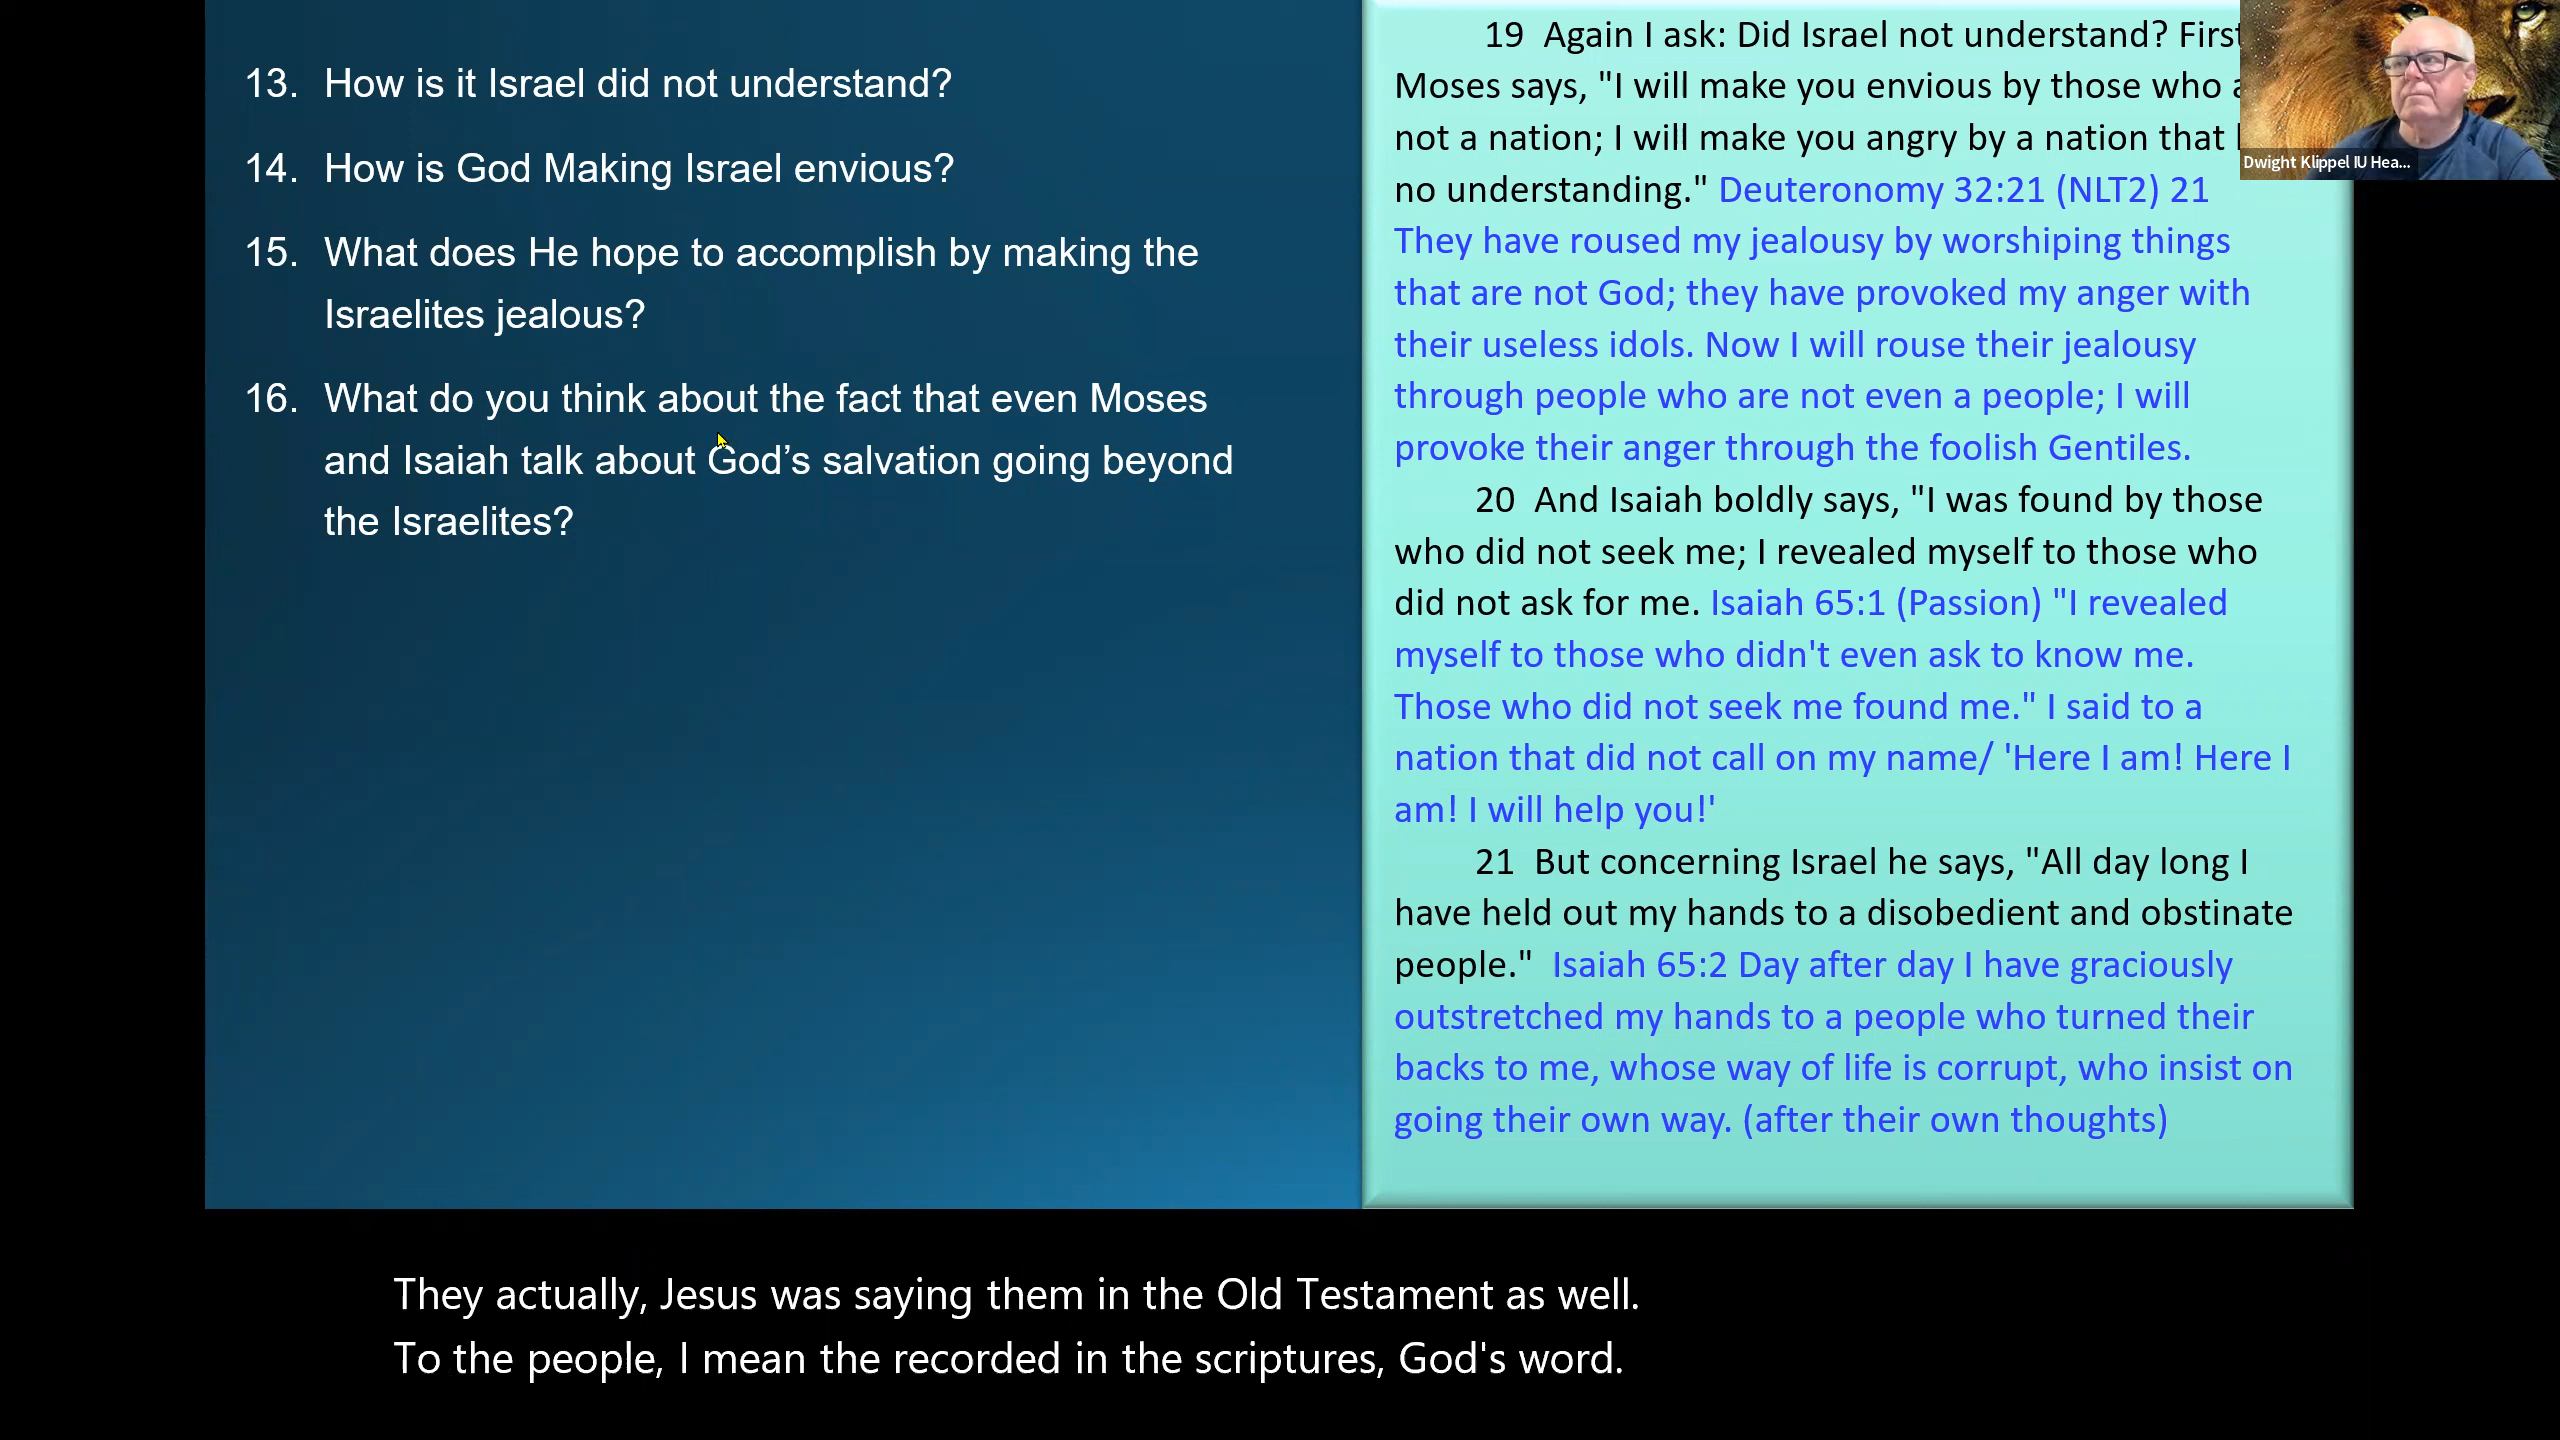 13. How is it Israel did not understand?
14. How is God Making Israel envious?
15. What does He hope to accomplish by making the
Israelites jealous?
16. What do you think about the fact that even Moses
and Isaiah talk about God’s salvation going beyond
the Israelites?
19 Again I ask: Did Israel not understand? First
Moses says, "I will make you envious by those who
not a nation; I will make you angry by a nation that
no understanding." Deuteronomy 32:21 (NLT2) 21
They have roused my jealousy by worshiping things
that are not God; they have provoked my anger with
their useless idols. Now I will rouse their jealousy
through people who are not even a people; I will
provoke their anger through the foolish Gentiles.
20 And Isaiah boldly says, "I was found by those
who did not seek me; I revealed myself to those who
did not ask for me. Isaiah 65:1 (Passion) "I revealed
myself to those who didn't even ask to know me.
Those who did not seek me found me." I said to a
nation that did not call on my name/ 'Here I am! Here I
am! I will help you!'
21 But concerning Israel he says, "All day long I
have held out my hands to a disobedient and obstinate
people." Isaiah 65:2 Day after day I have graciously
outstretched my hands to a people who turned their
backs to me, whose way of life is corrupt, who insist on
going their own way. (after their own thoughts)
Dwight Klippel IU Hea...
They actually, Jesus was saying them in the Old Testament as well.
To the people, I mean the recorded in the scriptures, God's word.